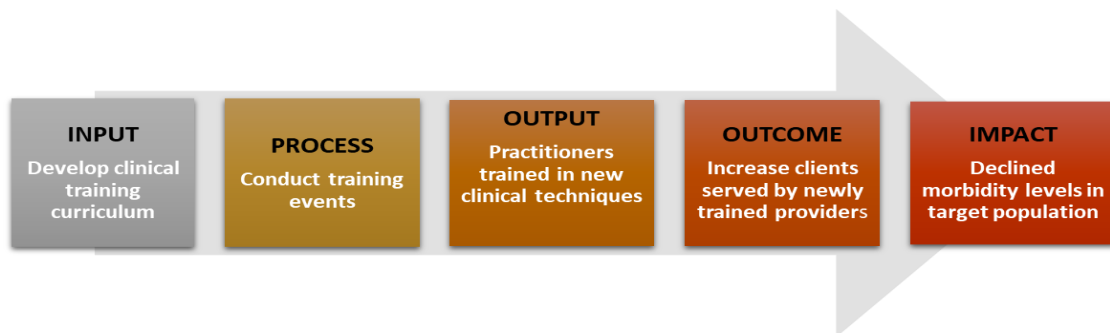 INPUT
Develop clinical
training
curriculum
PROCESS
Conduct training
events
OUTPUT
Practitioners
trained in new
clinical techniques
OUTCOME
Increase clients
served by newly
trained providers
IMPACT
Declined
morbidity levels in
target population